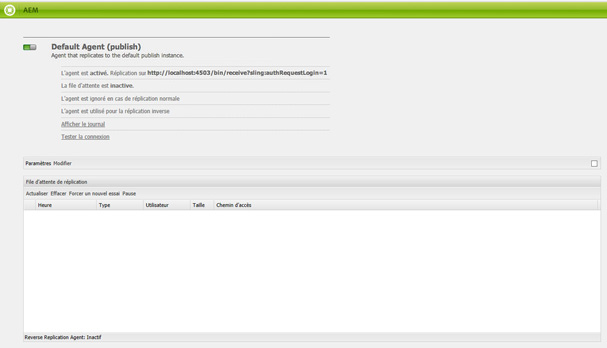 AEM
Default Agent (publish)
Agent that replicates to the default publish instance.
L'agent est activé. Réplication sur http://localhost:4503/bin/receive?sling:authRequestLogin=1
La file d'attente est inactive.
L'agent est ignoré en cas de réplication normale
L'agent est utilisé pour la réplication inverse
Afficher le journal
Tester la connexion
Paramètres Modifier
File d'attente de réplication
Actualiser Effacer Forcer un nouvel essai Pause
Heure Type Utilisateur Taille Chemin d'accès
Reverse Replication Agent: Inactif